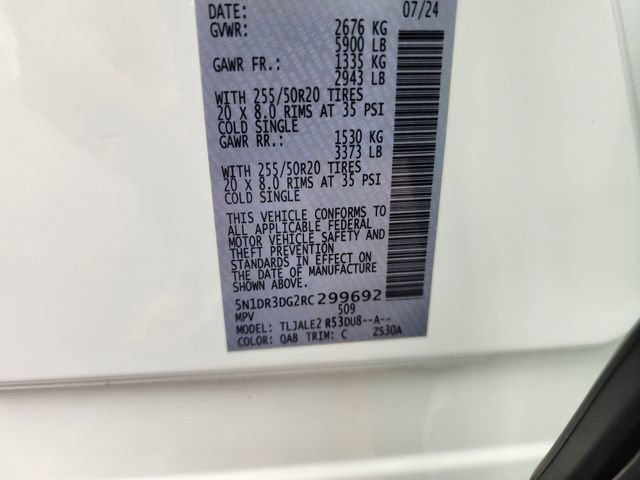 DATE: 07/24
GVWR: 2676 KG
5900 LB
GAWR FR.: 1335 KG
2943 LB
WITH 255/50R20 TIRES
20 X 8.0 RIMS AT 35 PSI
COLD SINGLE
GAWR RR.: 1530 KG
3373 LB
WITH 255/50R20 TIRES
20 X 8.0 RIMS AT 35 PSI
COLD SINGLE
THIS VEHICLE CONFORMS TO
ALL APPLICABLE FEDERAL
MOTOR VEHICLE SAFETY AND
THEFT PREVENTION
STANDARDS IN EFFECT ON
THE DATE OF MANUFACTURE
5N1DR3DG2RC299692
MPV 509
MODEL: TLJALE2 R53DU8--A--
COLOR: QAB TRIM: C ZS30A